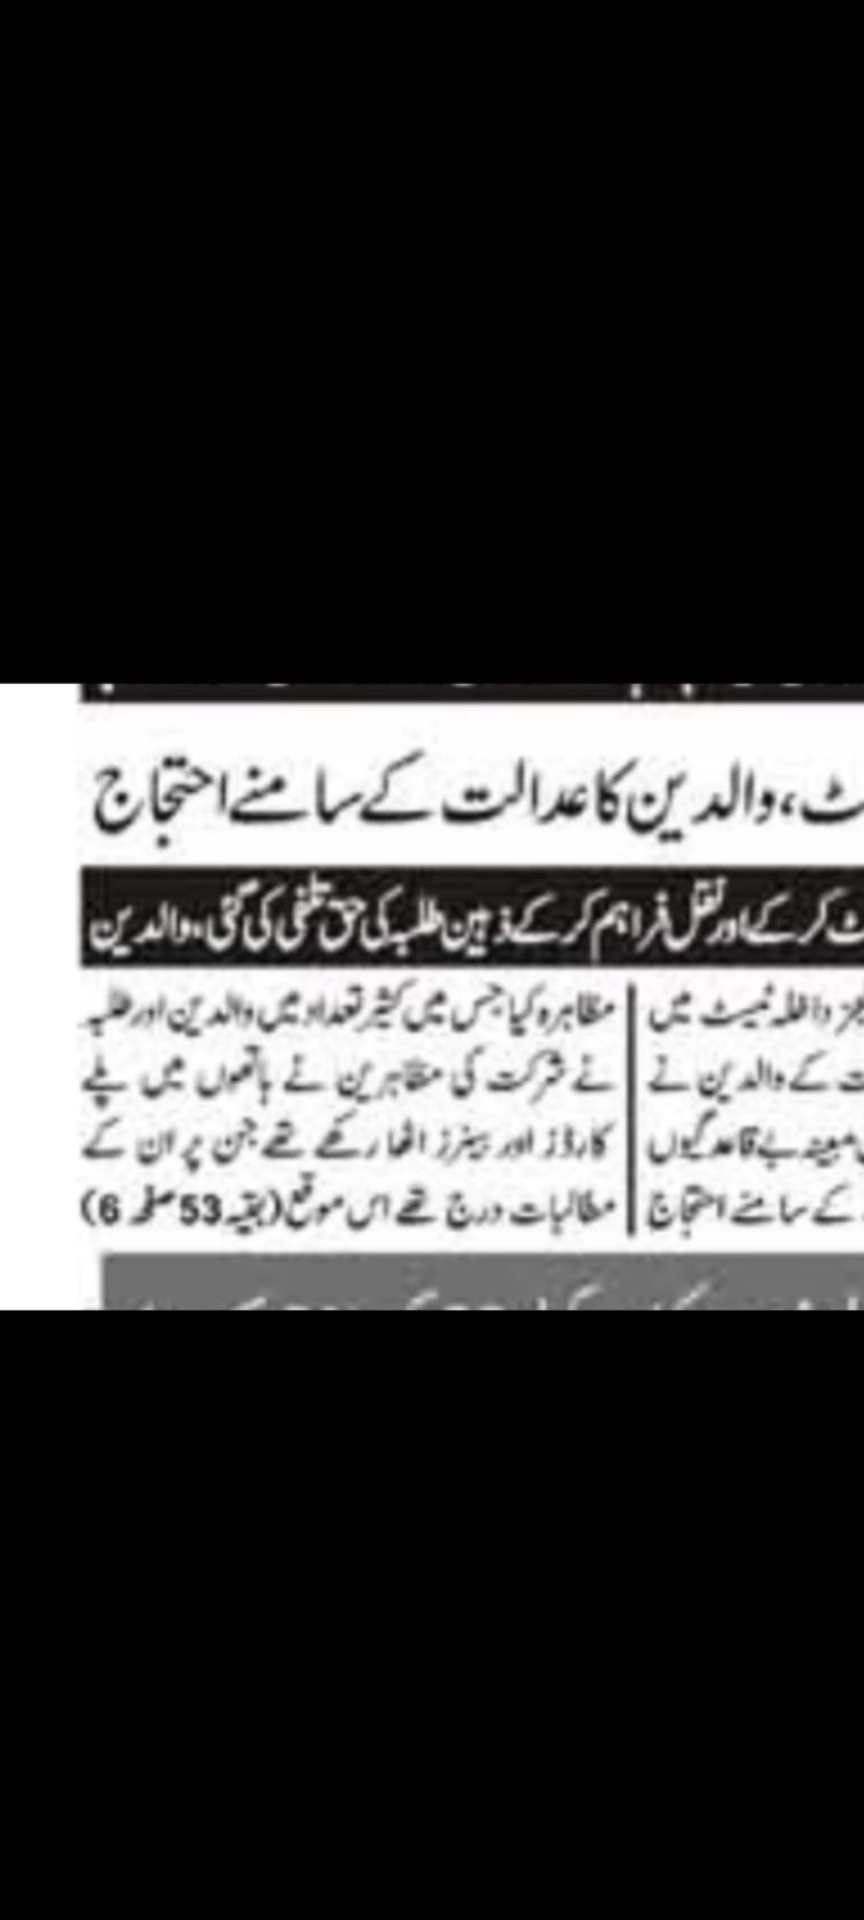 ، والدین کا عدالت کے سامنے احتجاج
کر کے اور نقل فراہم کر کے ذہین طلبہ کی حق تلفی کی گئی، والدین
داخلہ ٹیسٹ میں
کے والدین نے
مبینہ بے قاعدگیوں
کے سامنے احتجاج
مظاہرہ کیا جس میں کثیر تعداد میں والدین اور طلبہ
نے شرکت کی مظاہرین نے ہاتھوں میں پلے
کارڈز اور بینرز اٹھا رکھے تھے جن پر ان کے
مطالبات درج تھے اس موقع (بقیہ 53 صفحہ 6)